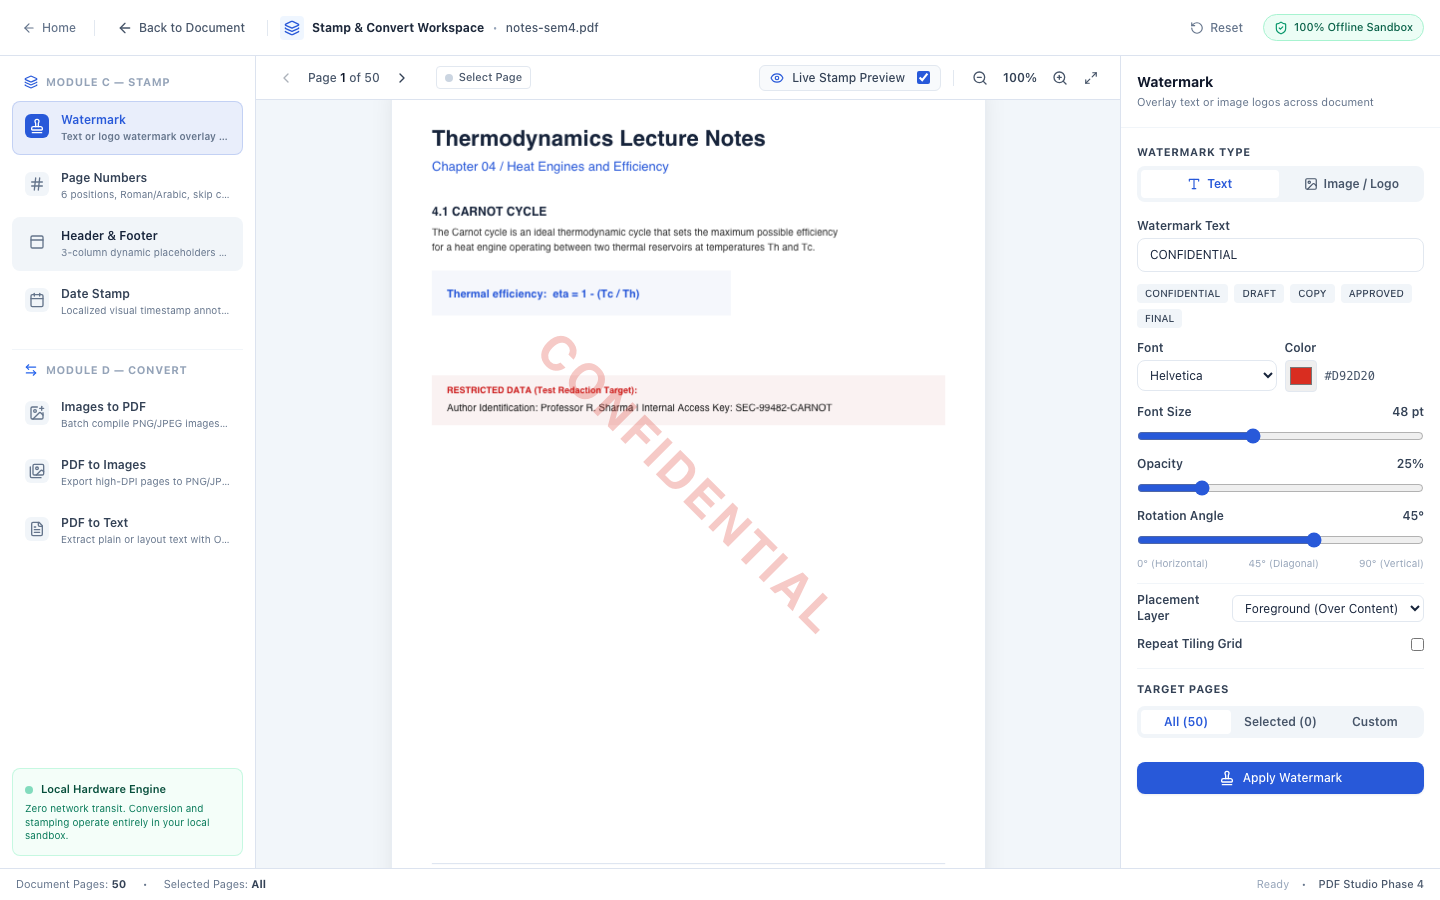 Home
Back to Document
Stamp & Convert Workspace · notes-sem4.pdf
Reset
100% Offline Sandbox
MODULE C — STAMP
Watermark
Text or logo watermark overlay ...
Page Numbers
6 positions, Roman/Arabic, skip c...
Header & Footer
3-column dynamic placeholders ...
Date Stamp
Localized visual timestamp annot...
MODULE D — CONVERT
Images to PDF
Batch compile PNG/JPEG images...
PDF to Images
Export high-DPI pages to PNG/JP...
PDF to Text
Extract plain or layout text with O...
Local Hardware Engine
Zero network transit. Conversion and
stamping operate entirely in your local
sandbox.
Page 1 of 50
Select Page
Live Stamp Preview
100%
Thermodynamics Lecture Notes
Chapter 04 / Heat Engines and Efficiency
4.1 CARNOT CYCLE
The Carnot cycle is an ideal thermodynamic cycle that sets the maximum possible efficiency
for a heat engine operating between two thermal reservoirs at temperatures Th and Tc.
Thermal efficiency: eta = 1 - (Tc / Th)
RESTRICTED DATA (Test Redaction Target):
Author Identification: Professor R. Sharma | Internal Access Key: SEC-99482-CARNOT
CONFIDENTIAL
Watermark
Overlay text or image logos across document
WATERMARK TYPE
Text
Image / Logo
Watermark Text
CONFIDENTIAL
CONFIDENTIAL DRAFT COPY APPROVED
FINAL
Font Color
Helvetica #D92D20
Font Size 48 pt
Opacity 25%
Rotation Angle 45°
0° (Horizontal) 45° (Diagonal) 90° (Vertical)
Placement
Layer
Foreground (Over Content)
Repeat Tiling Grid
TARGET PAGES
All (50) Selected (0) Custom
Apply Watermark
Document Pages: 50 · Selected Pages: All
Ready · PDF Studio Phase 4